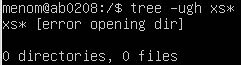 menom@ab0208:/$ tree -ugh xs*
xs* [error opening dir]

0 directories, 0 files